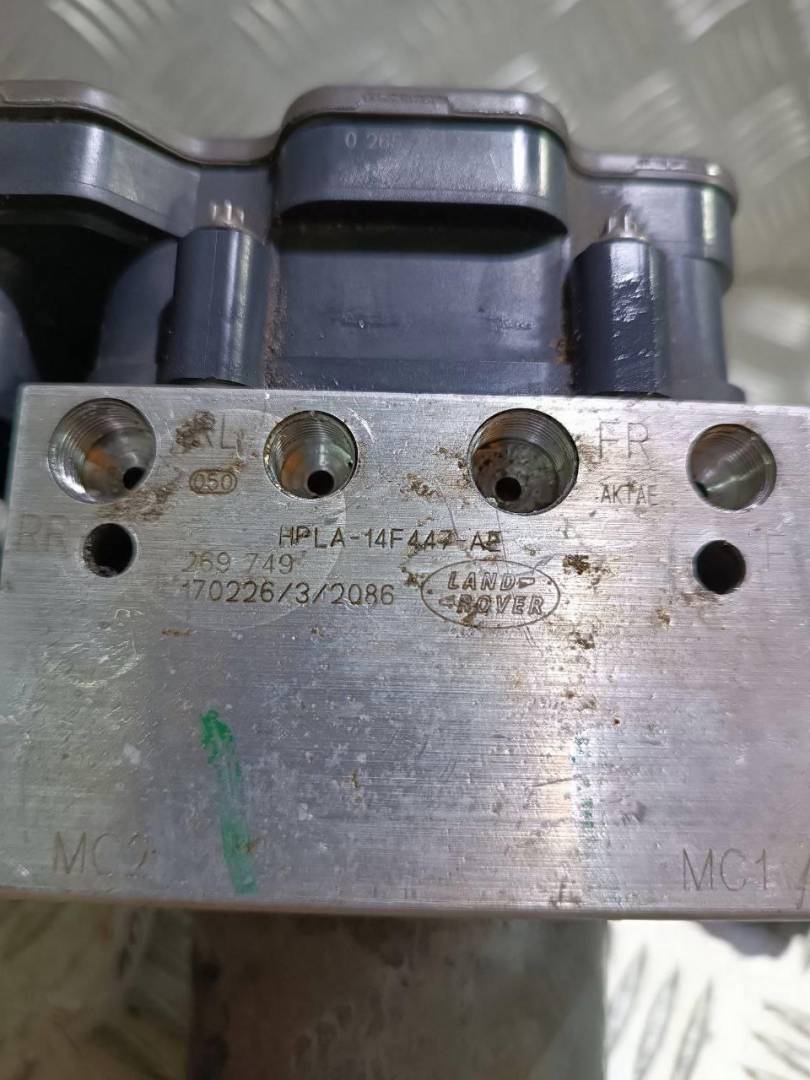 0 26
RL
FR
050
AKTAE
HPLA-14F447-AE
RR
269 749
170226/3/2086
LAND
ROVER
MC2
MC1